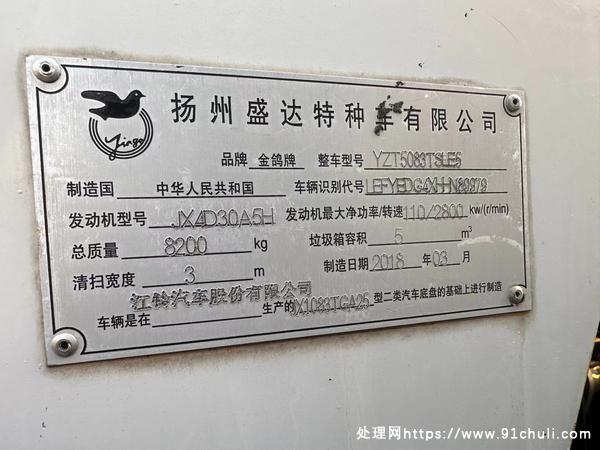 Jinge
扬州盛达特种车有限公司
品牌 金鸽牌 整车型号 YZT5083TSLE5
制造国 中华人民共和国 车辆识别代号
发动机型号 JX4D30A5H 发动机最大净功率/转速 110/2800 kw/(r/min)
总质量 8200 kg 垃圾箱容积 5 m³
清扫宽度 3 m 制造日期 2018 年 03 月
江铃汽车股份有限公司
车辆是在 生产的 JX1083TGA25 型二类汽车底盘的基础上进行制造
处理网https://www.91chuli.com